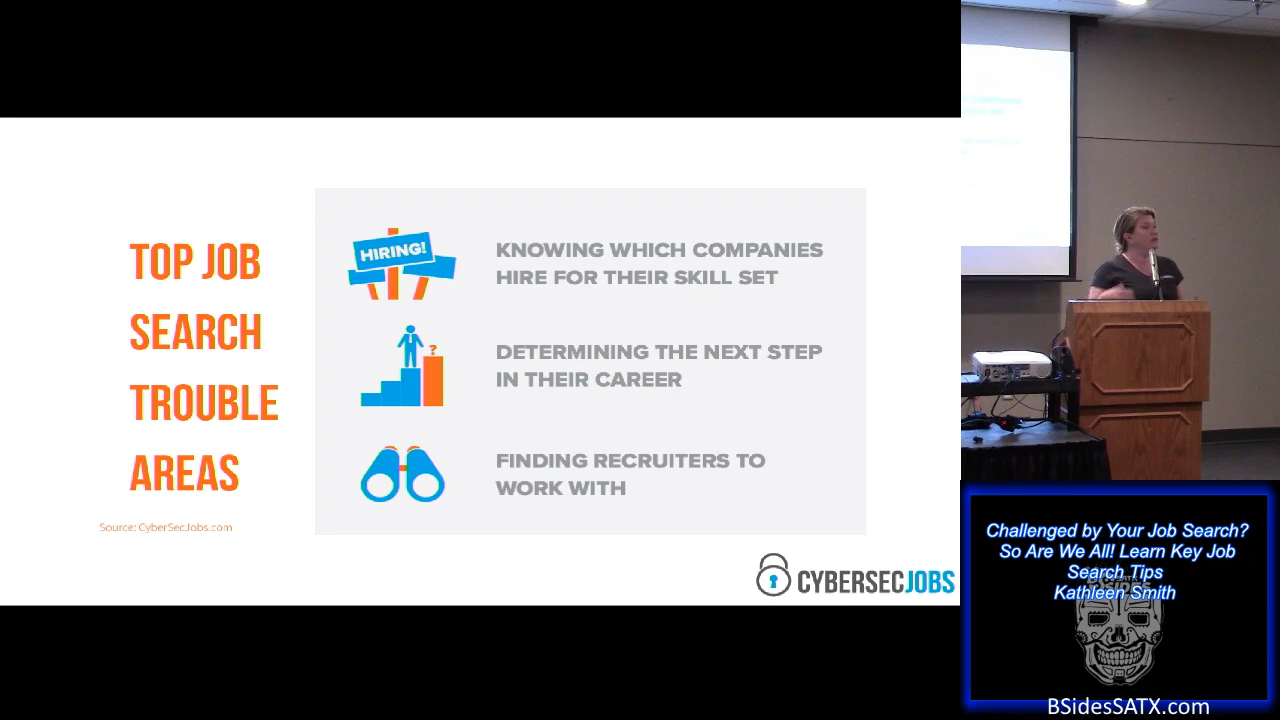 TOP JOB
SEARCH
TROUBLE
AREAS
Source: CyberSecJobs.com
HIRING!
KNOWING WHICH COMPANIES
HIRE FOR THEIR SKILL SET
?
DETERMINING THE NEXT STEP
IN THEIR CAREER
FINDING RECRUITERS TO
WORK WITH
CYBERSECJOBS
Challenged by Your Job Search?
So Are We All! Learn Key Job
Search Tips
Kathleen Smith
BSidesSATX.com